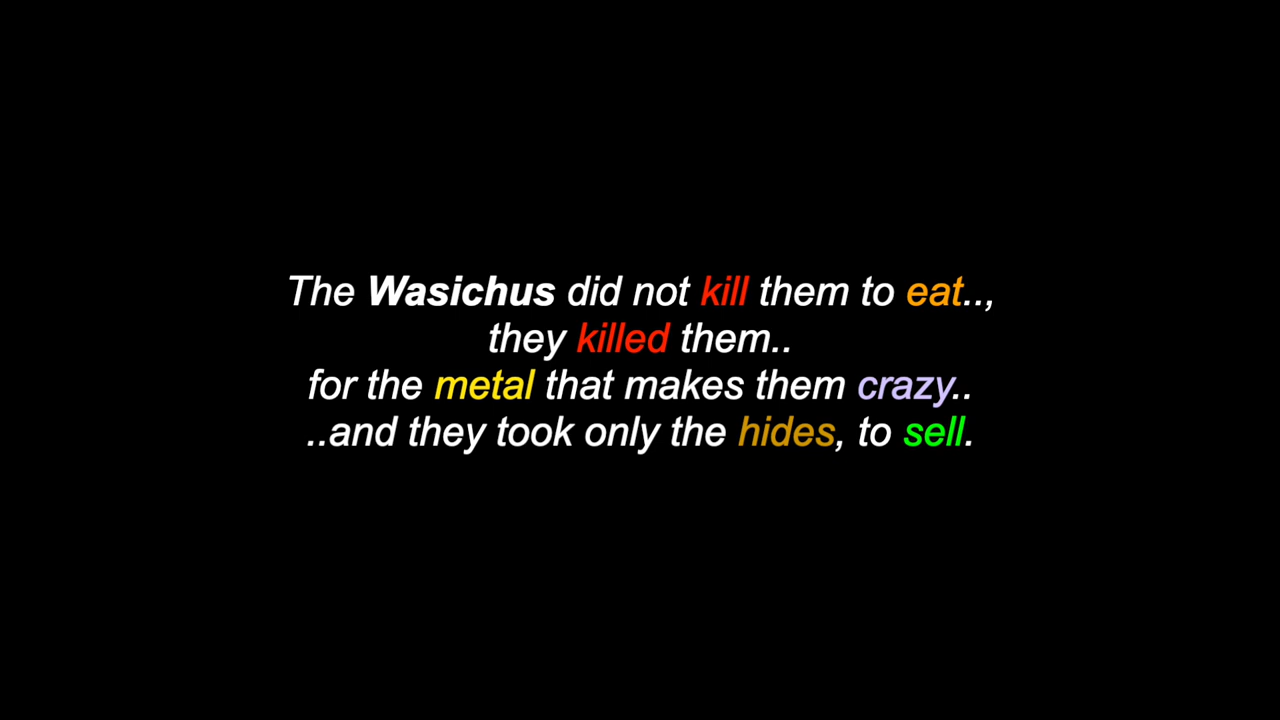 The Wasichus did not kill them to eat..,
they killed them..
for the metal that makes them crazy..
..and they took only the hides, to sell.